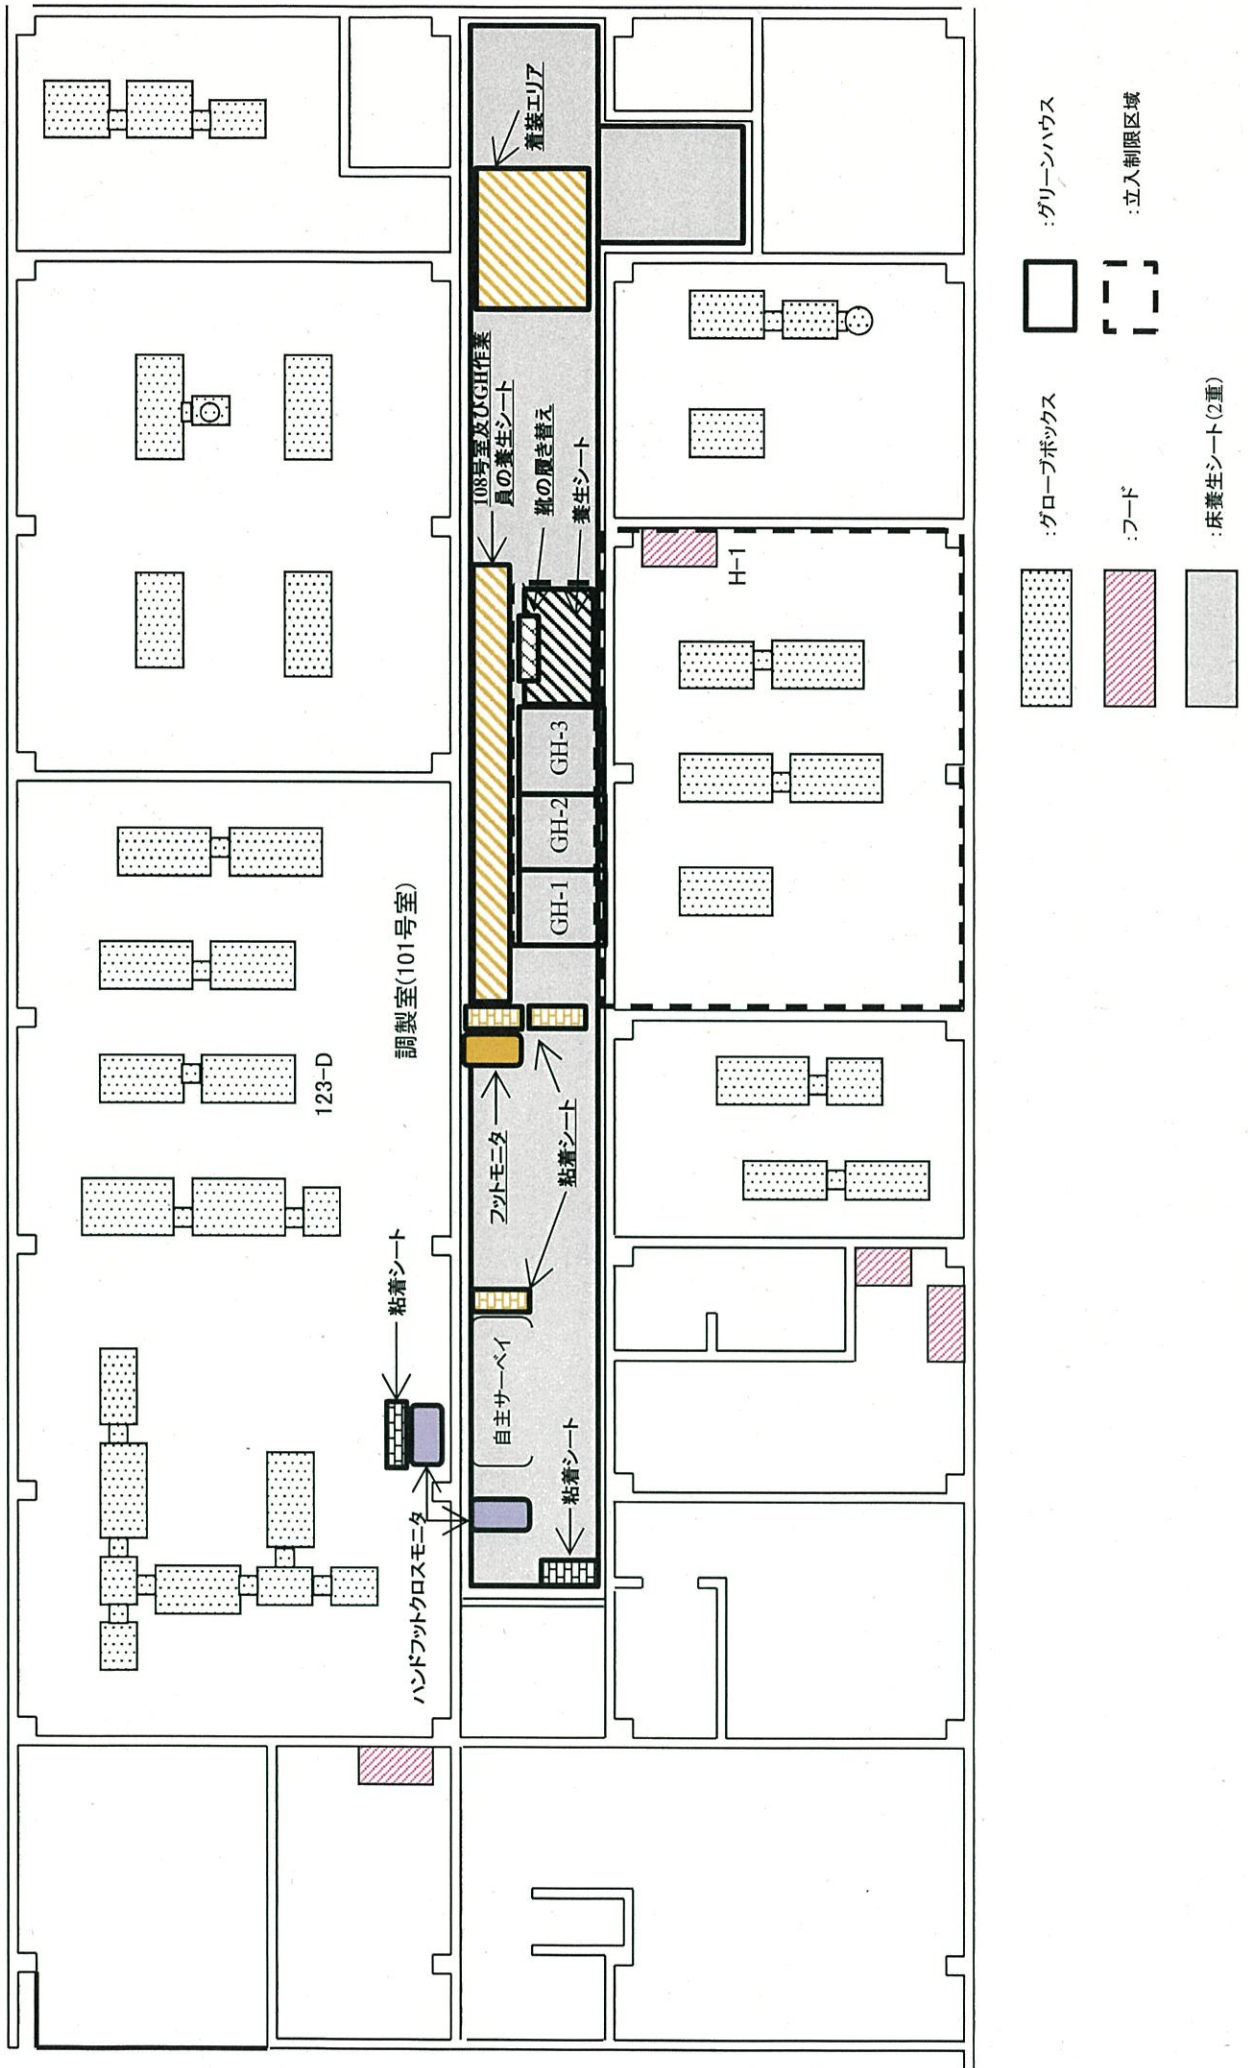 調製室(101号室)
123-D
粘着シート
ハンドフットクロスモニタ
自主サーベイ
粘着シート
フットモニタ
粘着シート
GH-1
GH-2
GH-3
108号室及びGH作業
員の養生シート
靴の履き替え
養生シート
着装エリア
H-1
:グローブボックス
:フード
:床養生シート(2重)
:グリーンハウス
:立入制限区域